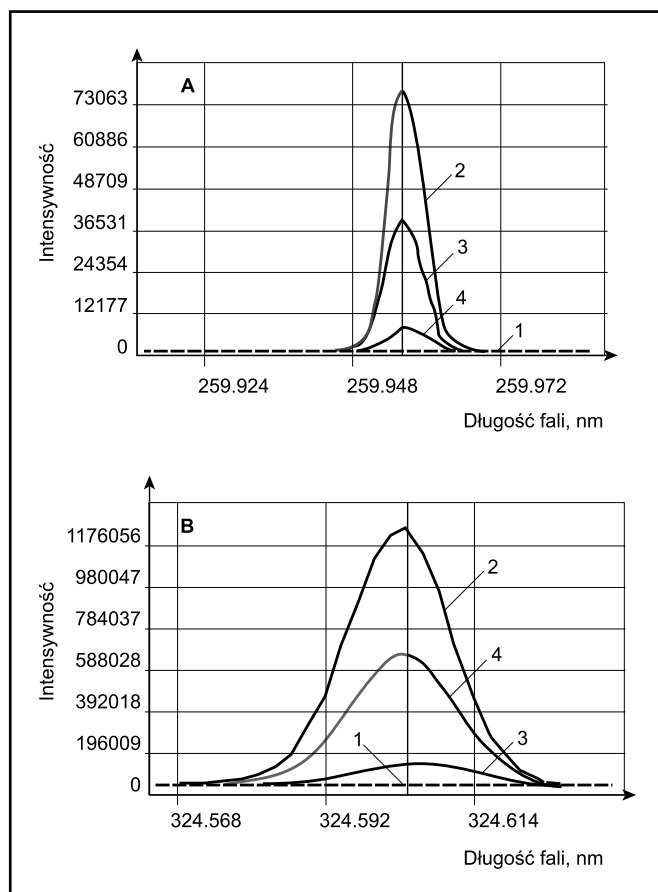 A
Intensywność
73063
60886
48709
36531
24354
12177
0
2
3
4
1
259.924 259.948 259.972
Długość fali, nm
B
Intensywność
1176056
980047
784037
588028
392018
196009
0
2
4
1
3
324.568 324.592 324.614
Długość fali, nm